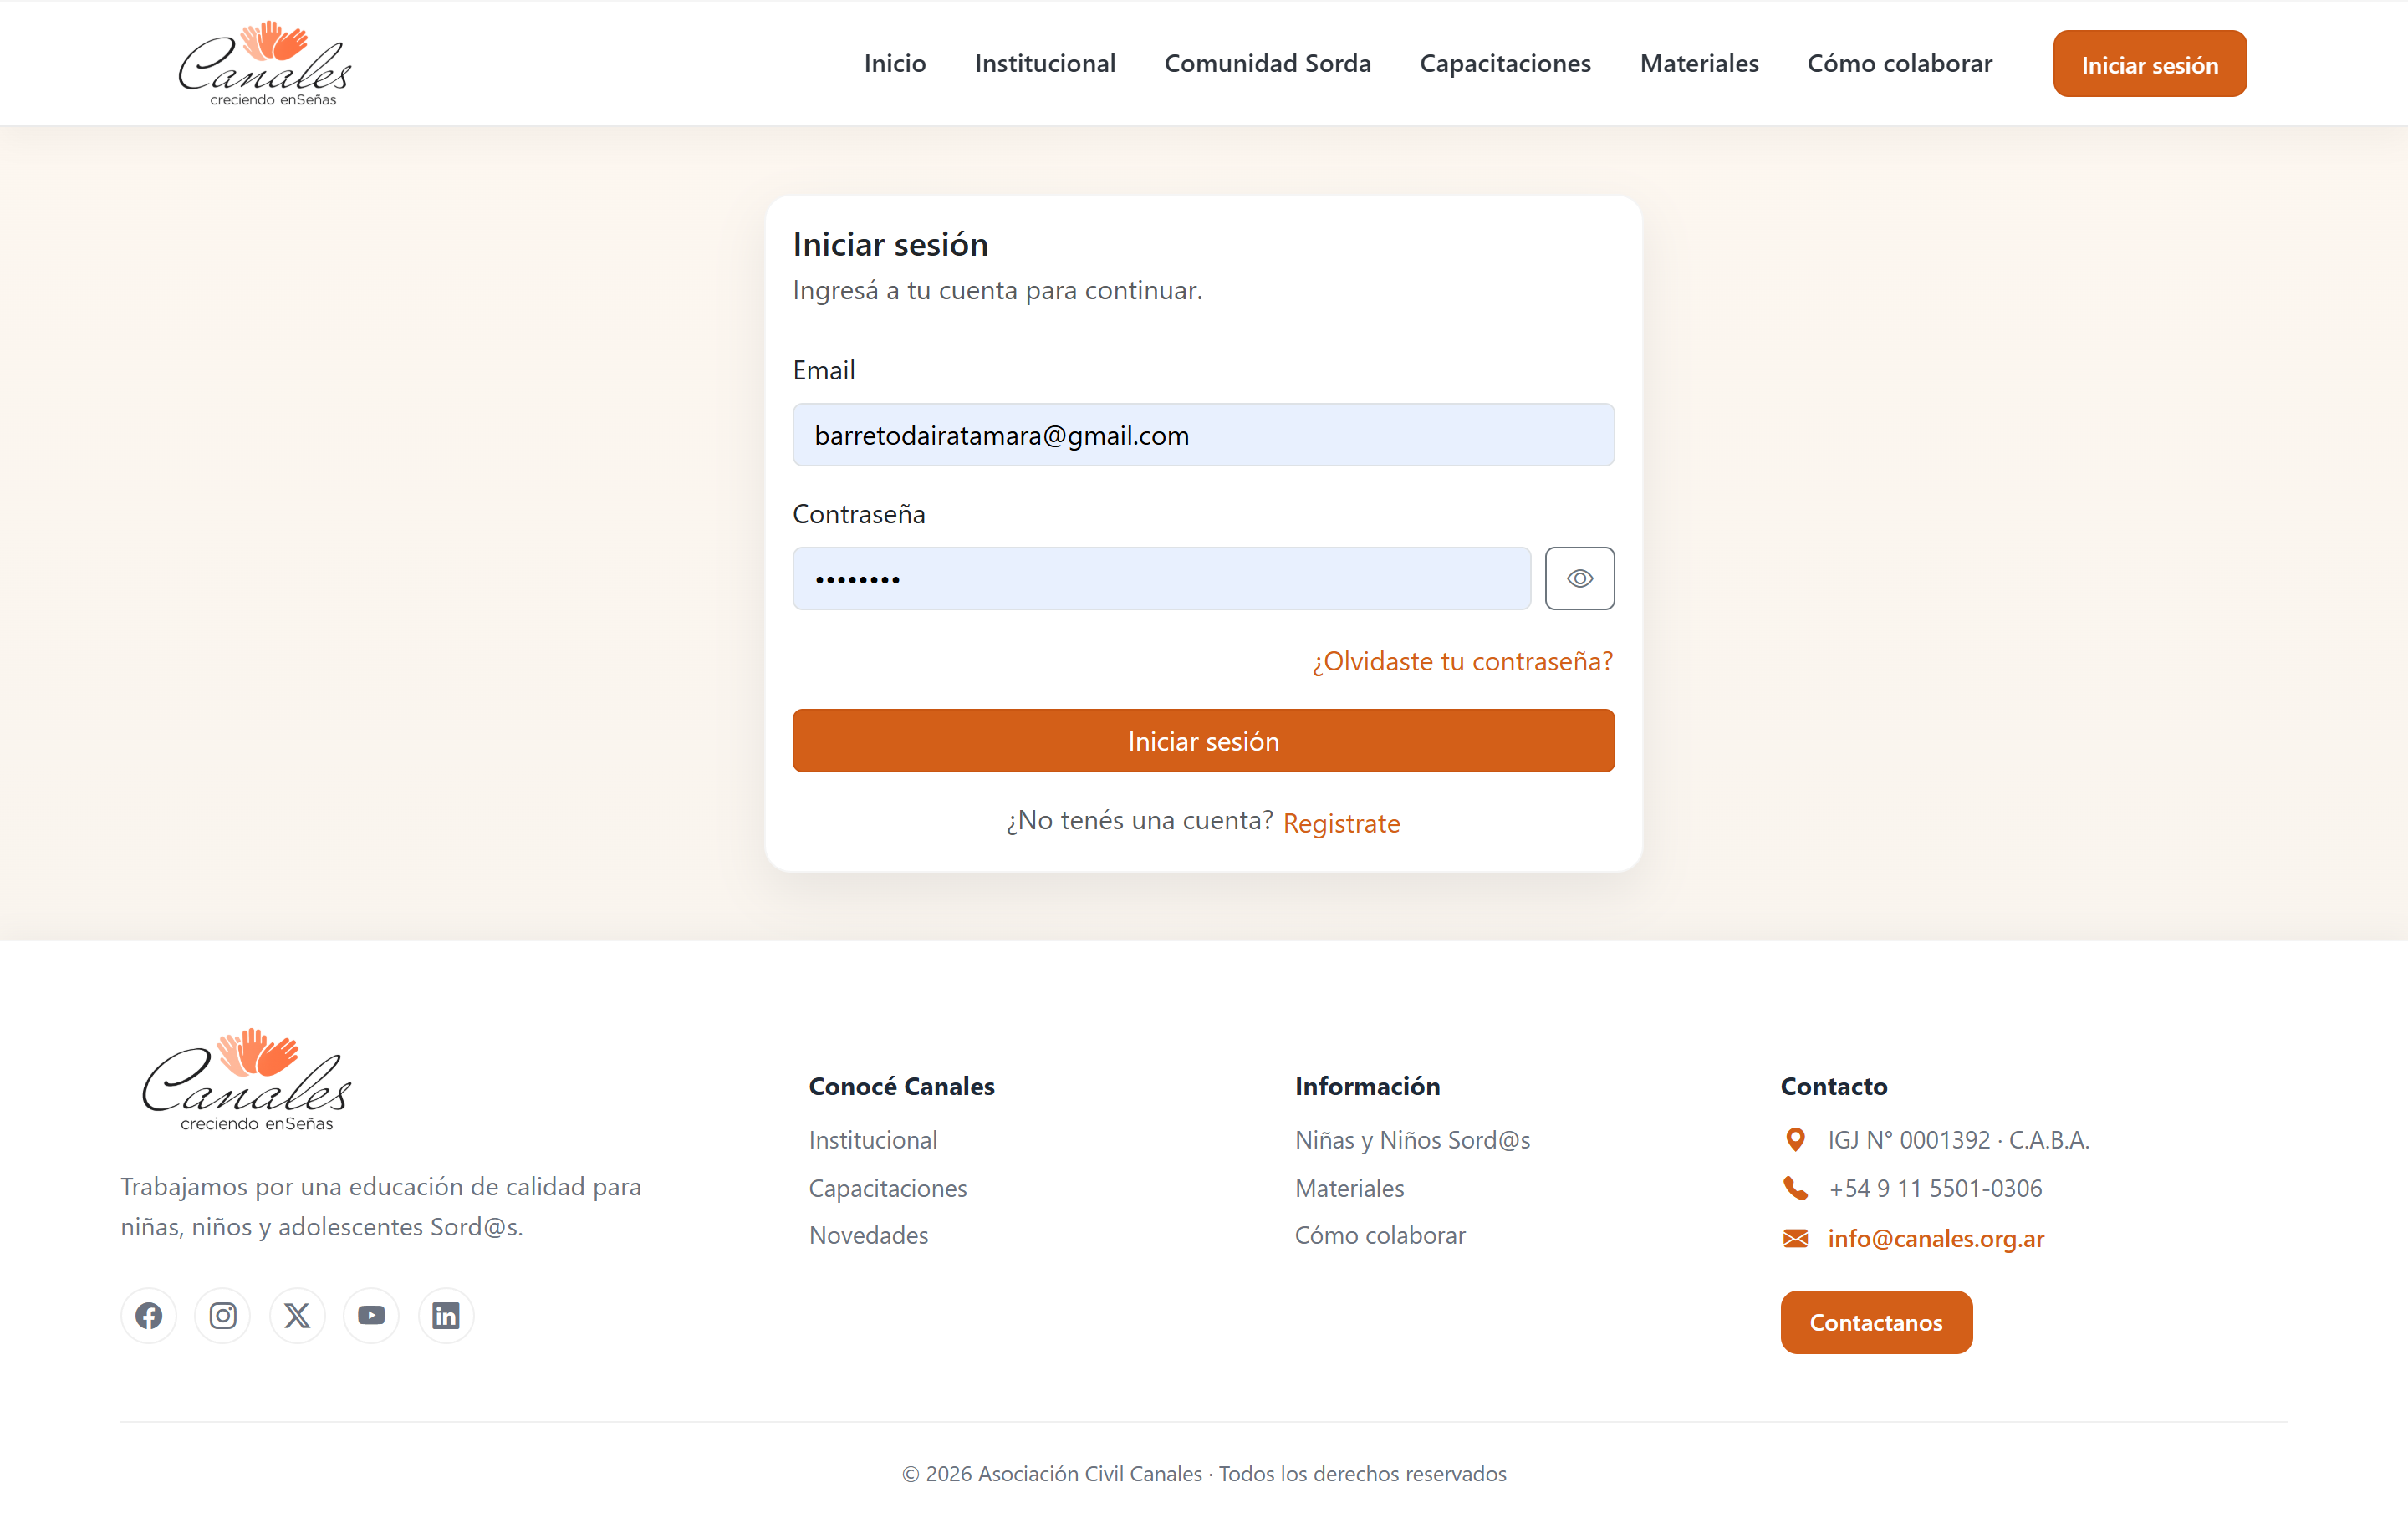 Canales
creciendo enSeñas
Inicio
Institucional
Comunidad Sorda
Capacitaciones
Materiales
Cómo colaborar
Iniciar sesión
Iniciar sesión
Ingresá a tu cuenta para continuar.
Email
barretodairatamara@gmail.com
Contraseña
••••••••
¿Olvidaste tu contraseña?
Iniciar sesión
¿No tenés una cuenta? Registrate
Canales
creciendo enSeñas
Trabajamos por una educación de calidad para
niñas, niños y adolescentes Sord@s.
Conocé Canales
Institucional
Capacitaciones
Novedades
Información
Niñas y Niños Sord@s
Materiales
Cómo colaborar
Contacto
IGJ N° 0001392 · C.A.B.A.
+54 9 11 5501-0306
info@canales.org.ar
Contactanos
© 2026 Asociación Civil Canales · Todos los derechos reservados